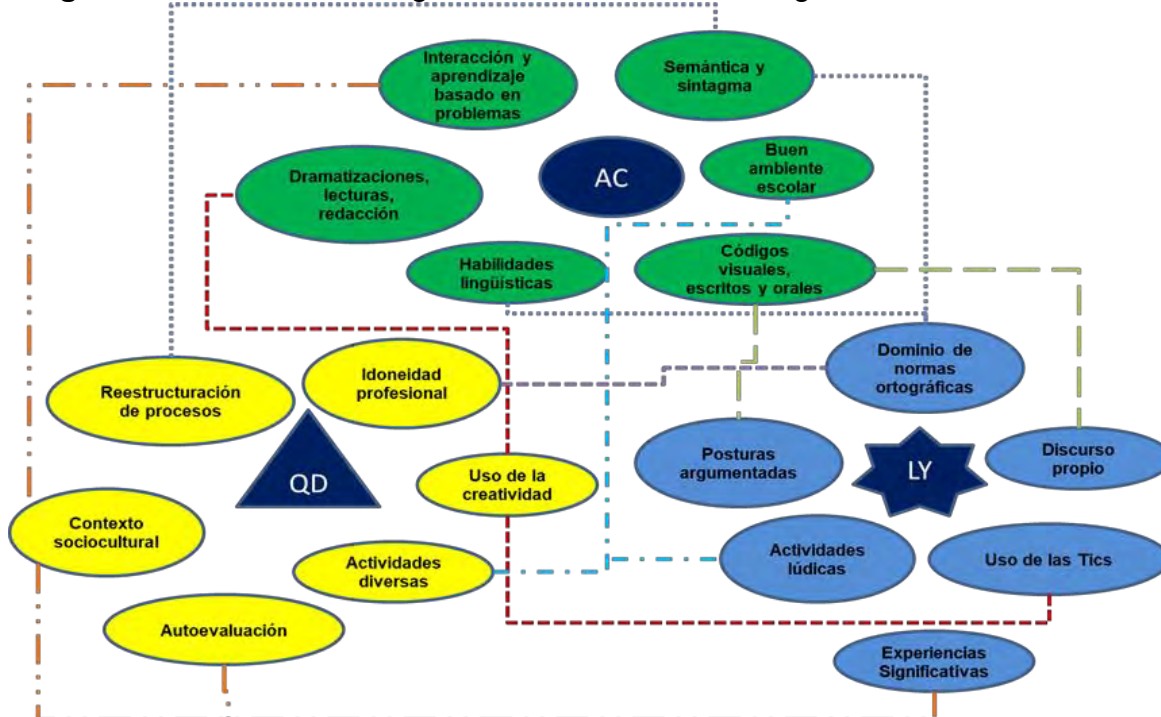 Interacción y
aprendizaje
basado en
problemas
Semántica y
sintagma
AC
Buen
ambiente
escolar
Dramatizaciones,
lecturas,
redacción
Habilidades
lingüísticas
Códigos
visuales,
escritos y orales
Idoneidad
profesional
Reestructuración
de procesos
QD
Uso de la
creatividad
Contexto
sociocultural
Actividades
diversas
Autoevaluación
Dominio de
normas
ortográficas
Posturas
argumentadas
LY
Discurso
propio
Actividades
lúdicas
Uso de las Tics
Experiencias
Significativas